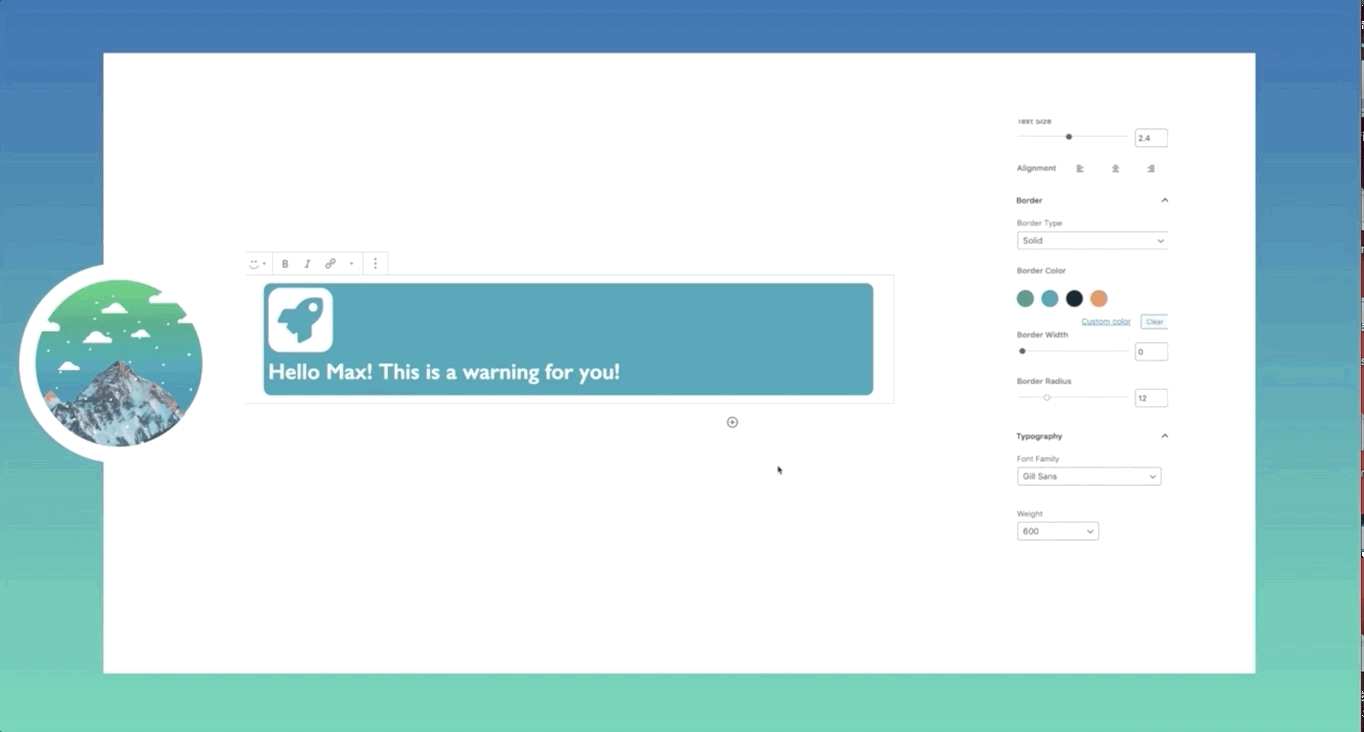 Text Size
2.4
Alignment
Border
Border Type
Solid
Border Color
Custom color
Clear
Border Width
0
Border Radius
12
Typography
Font Family
Gill Sans
Weight
600
B I
Hello Max! This is a warning for you!